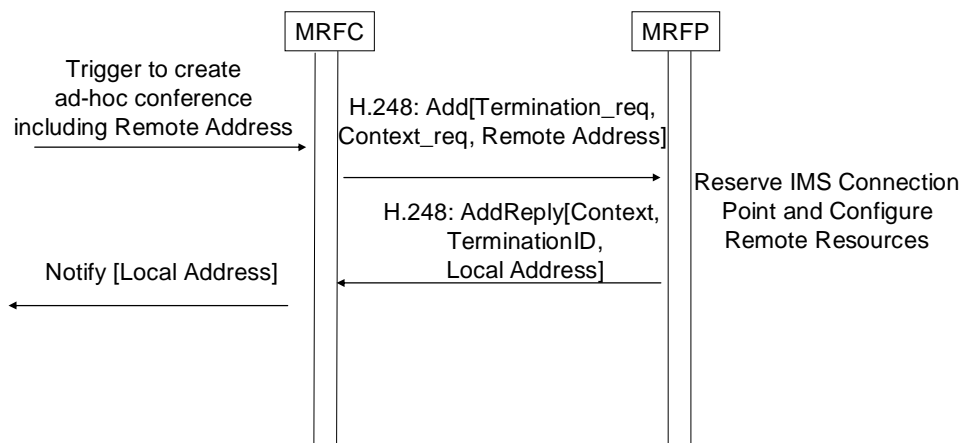 MRFC
MRFP
Trigger to create
ad-hoc conference
including Remote Address
H.248: Add[Termination_req,
Context_req, Remote Address]
Reserve IMS Connection
Point and Configure
Remote Resources
H.248: AddReply[Context,
TerminationID,
Local Address]
Notify [Local Address]